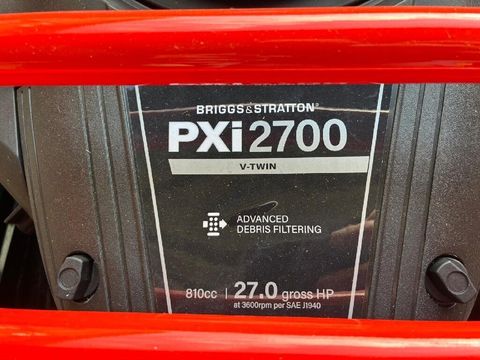 BRIGGS&STRATTON®
PXi2700
V-TWIN
ADVANCED
DEBRIS FILTERING
810cc | 27.0 gross HP
at 3600rpm per SAE J1940